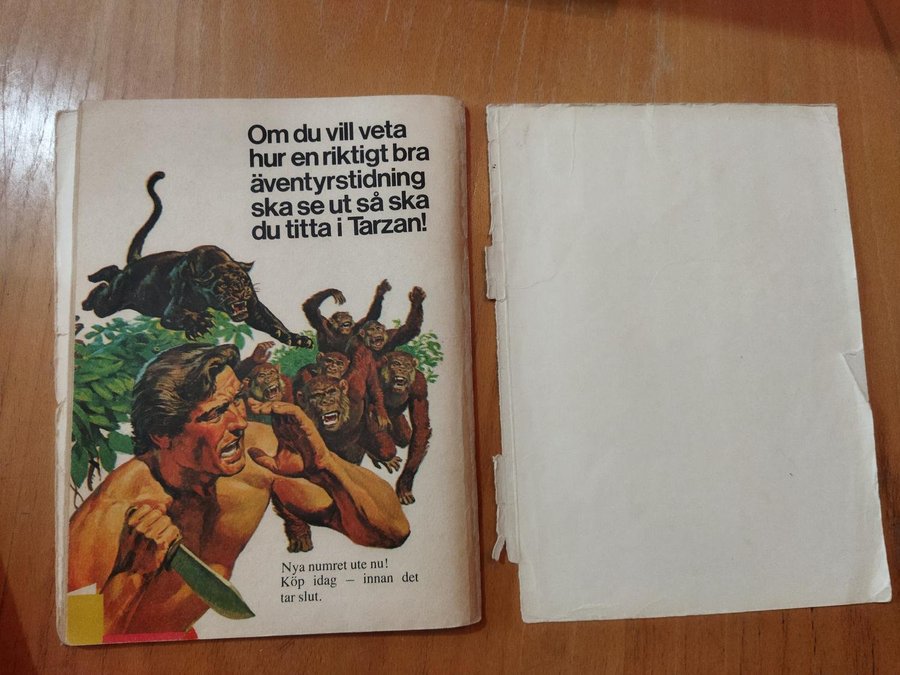 Om du vill veta
hur en riktigt bra
äventyrstidning
ska se ut så ska
du titta i Tarzan!
Nya numret ute nu!
Köp idag – innan det
tar slut.